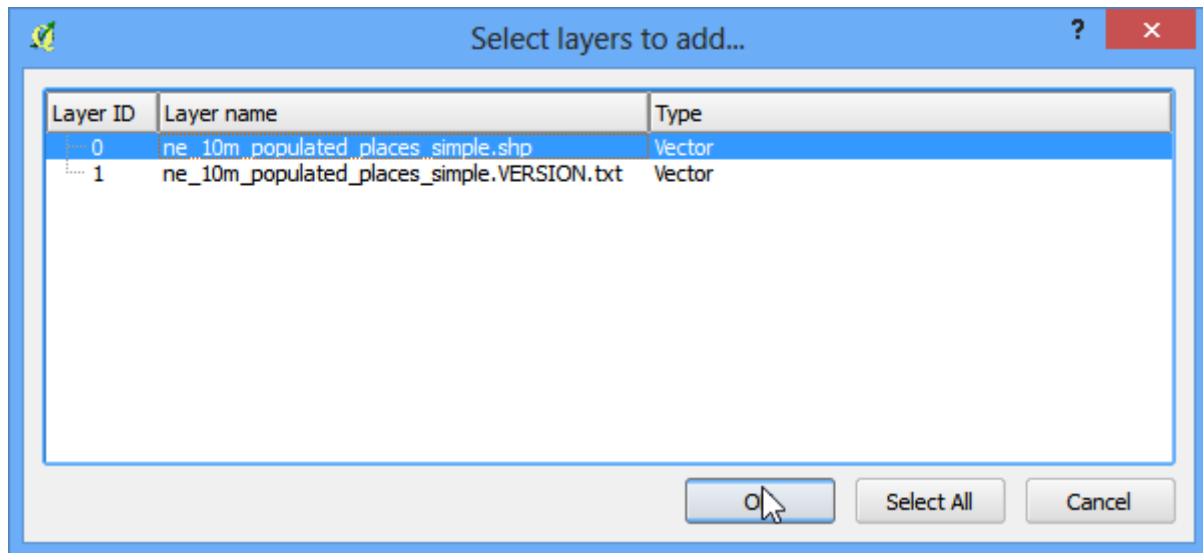 Select layers to add...
?
Layer ID Layer name Type
0 ne_10m_populated_places_simple.shp Vector
1 ne_10m_populated_places_simple.VERSION.txt Vector
Select All Cancel